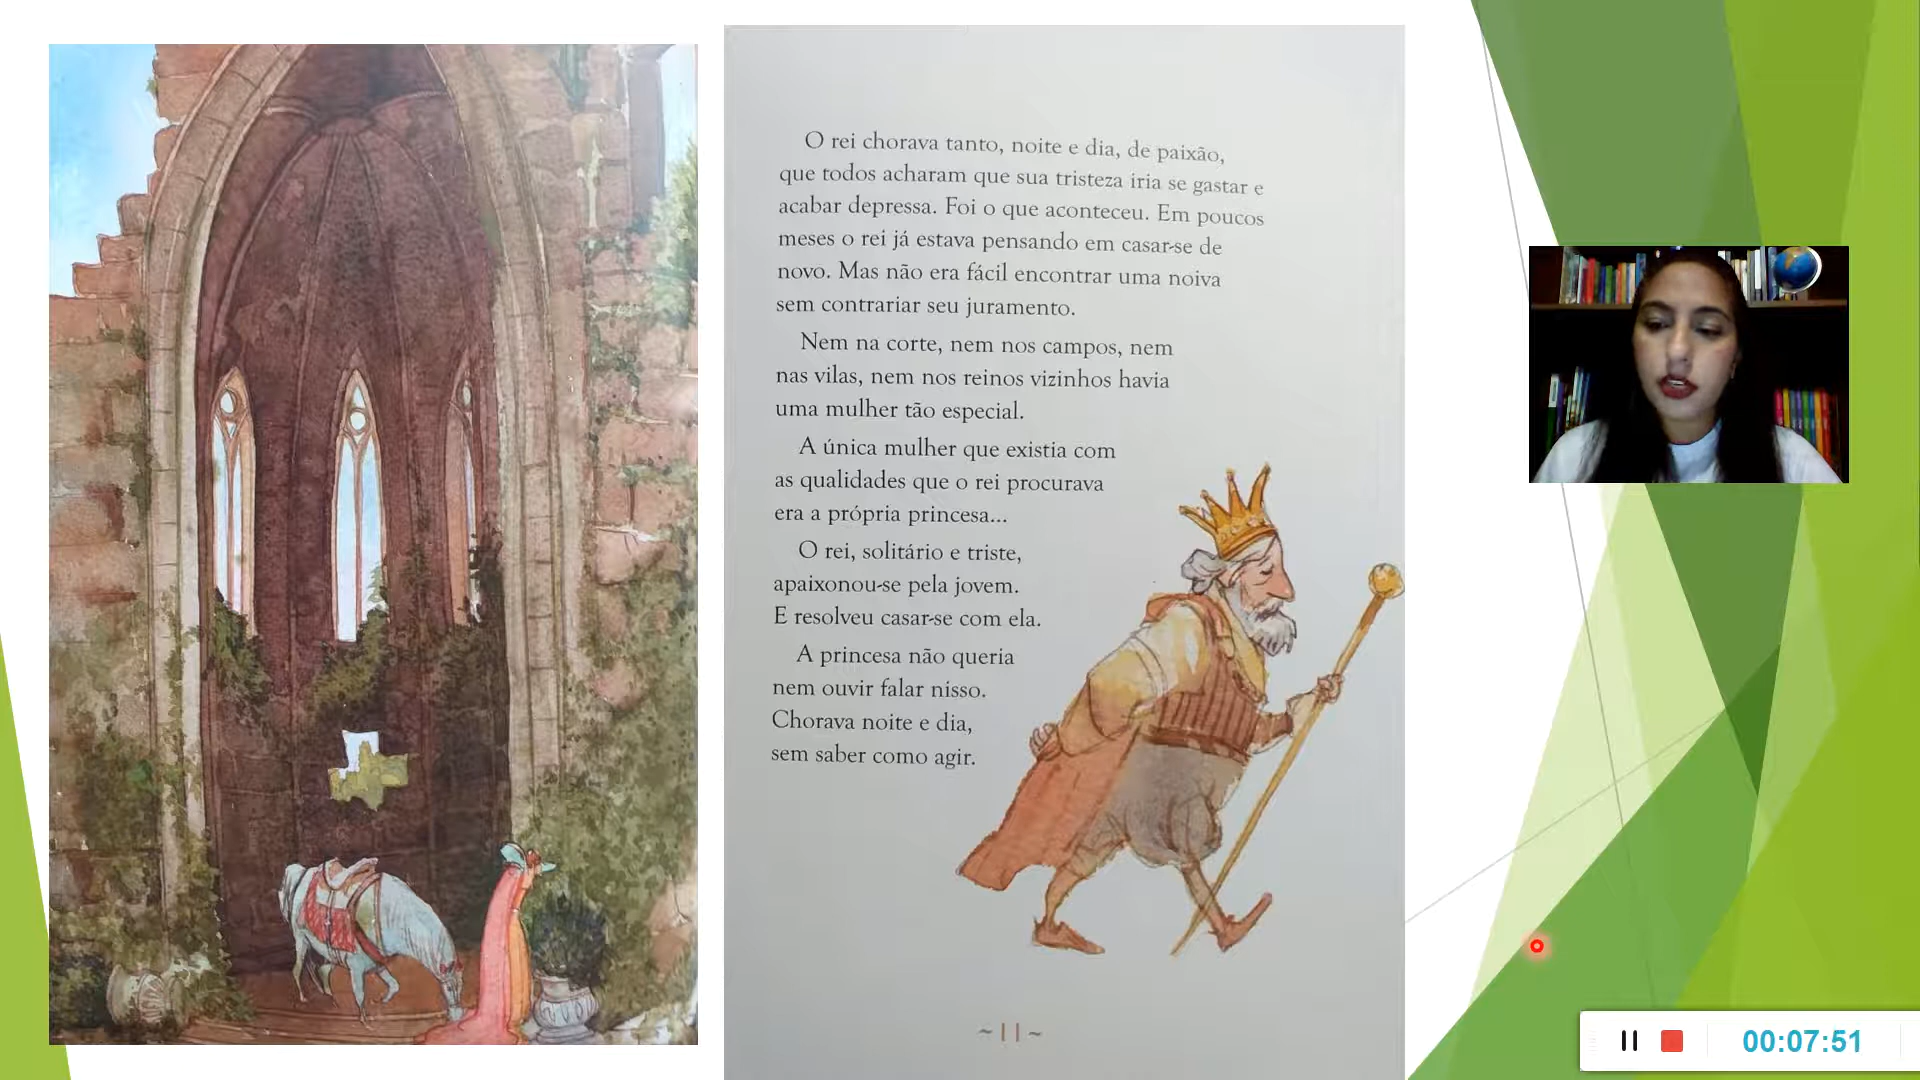 O rei chorava tanto, noite e dia, de paixão,
que todos acharam que sua tristeza iria se gastar e
acabar depressa. Foi o que aconteceu. Em poucos
meses o rei já estava pensando em casar-se de
novo. Mas não era fácil encontrar uma noiva
sem contrariar seu juramento.
Nem na corte, nem nos campos, nem
nas vilas, nem nos reinos vizinhos havia
uma mulher tão especial.
A única mulher que existia com
as qualidades que o rei procurava
era a própria princesa...
O rei, solitário e triste,
apaixonou-se pela jovem.
E resolveu casar-se com ela.
A princesa não queria
nem ouvir falar nisso.
Chorava noite e dia,
sem saber como agir.
~11~
00:07:51